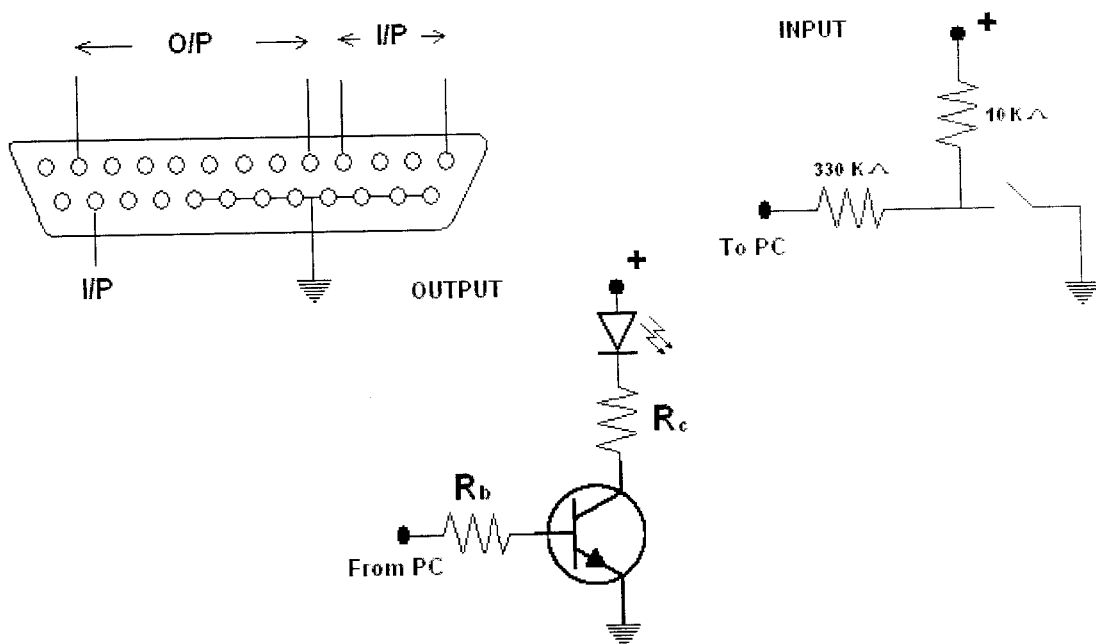 O/P
I/P
INPUT
+
10 K
330 K
To PC
I/P
OUTPUT
+
Rc
Rb
From PC